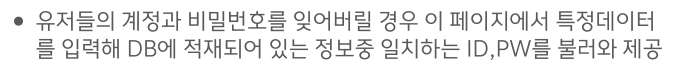 • 유저들의 계정과 비밀번호를 잊어버릴 경우 이 페이지에서 특정데이터
를 입력해 DB에 적재되어 있는 정보중 일치하는 ID,PW를 불러와 제공